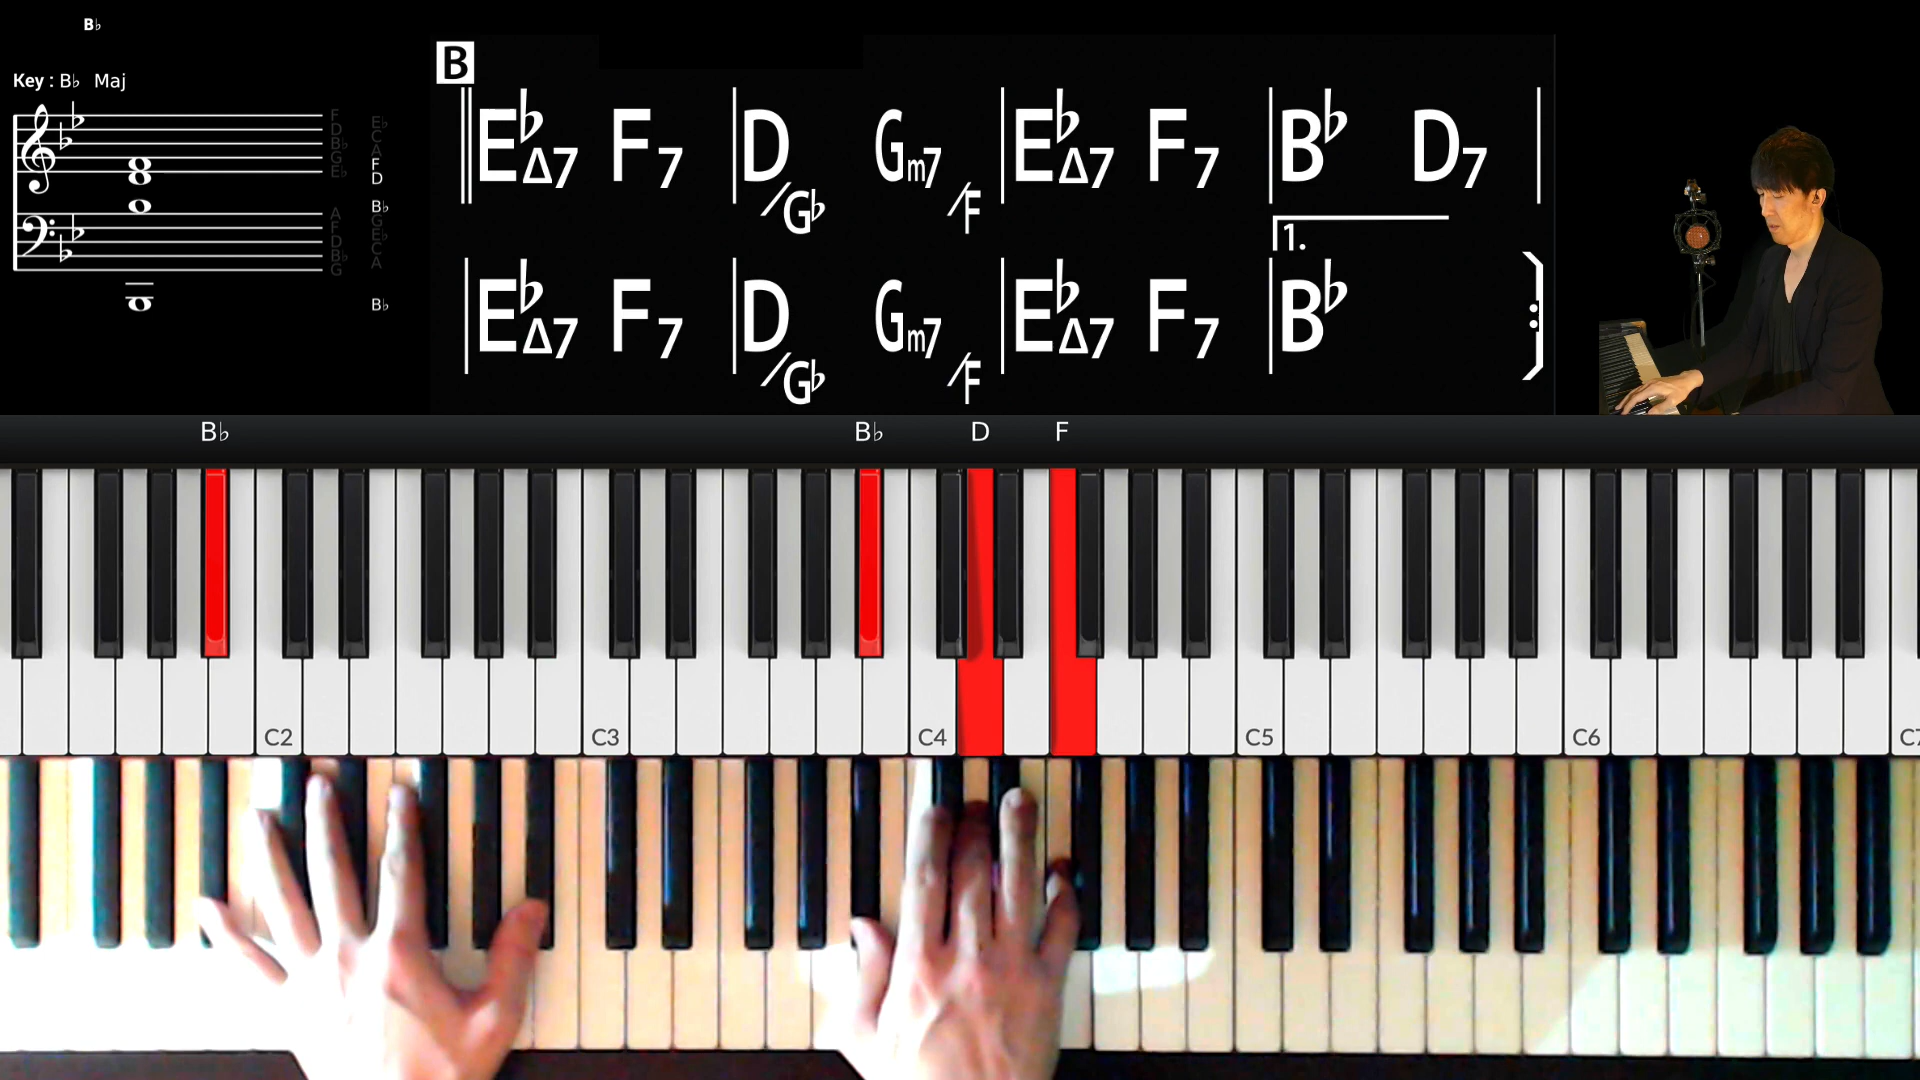 B♭
Key : B♭ Maj
F
D
B♭
G
E♭
A
F
D
B♭
G
E♭
C
A
F
D
B♭
G
E♭
C
A
B♭
B
E♭Δ7 F7 D/G♭ Gm7/F E♭Δ7 F7 B♭ D7
1.
E♭Δ7 F7 D/G♭ Gm7/F E♭Δ7 F7 B♭
B♭ B♭ D F
C2 C3 C4 C5 C6 C7